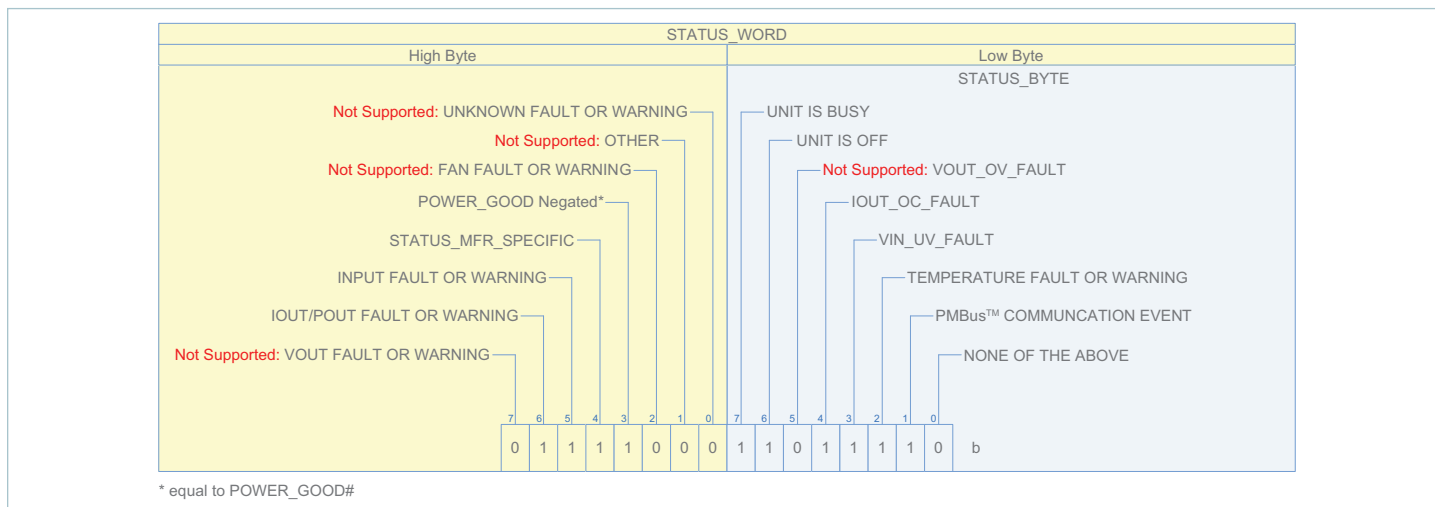 STATUS_WORD
High Byte Low Byte
STATUS_BYTE
Not Supported: UNKNOWN FAULT OR WARNING UNIT IS BUSY
Not Supported: OTHER UNIT IS OFF
Not Supported: FAN FAULT OR WARNING Not Supported: VOUT_OV_FAULT
POWER_GOOD Negated* IOUT_OC_FAULT
STATUS_MFR_SPECIFIC VIN_UV_FAULT
INPUT FAULT OR WARNING TEMPERATURE FAULT OR WARNING
IOUT/POUT FAULT OR WARNING PMBus™ COMMUNCATION EVENT
Not Supported: VOUT FAULT OR WARNING NONE OF THE ABOVE
7 6 5 4 3 2 1 0 7 6 5 4 3 2 1 0
0 1 1 1 1 0 0 0 1 1 0 1 1 1 1 0 b
* equal to POWER_GOOD#